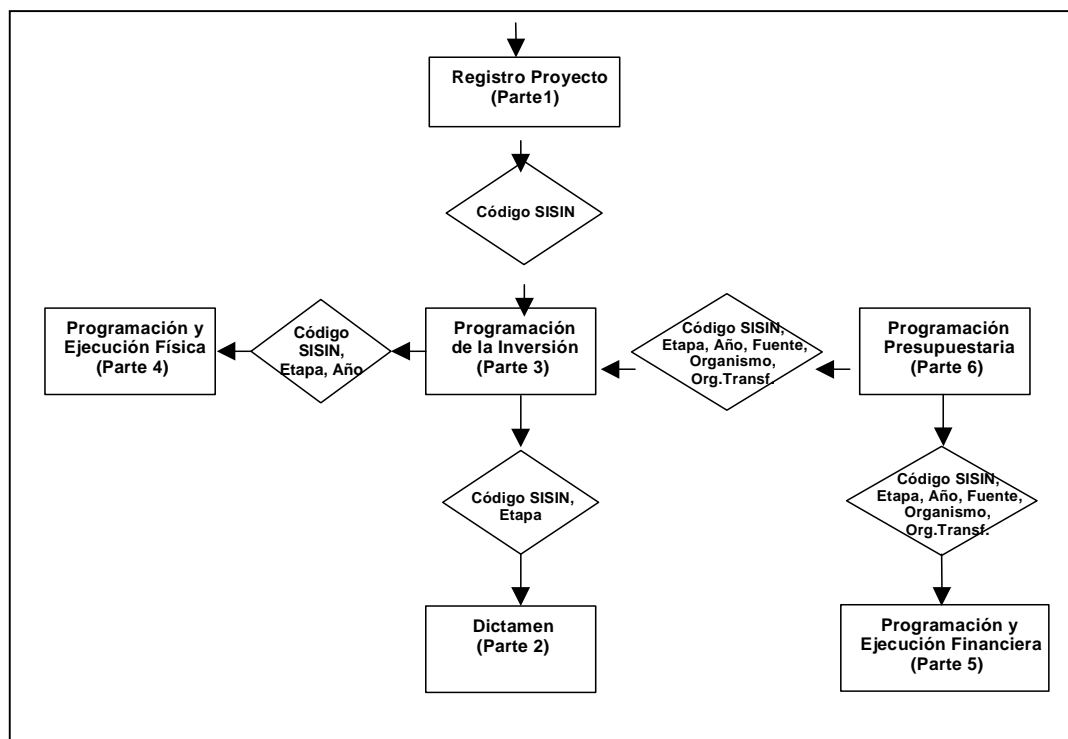 Registro Proyecto
(Parte1)
Código SISIN
Programación y
Ejecución Física
(Parte 4)
Código
SISIN,
Etapa, Año
Programación
de la Inversión
(Parte 3)
Código SISIN,
Etapa, Año, Fuente,
Organismo,
Org.Transf.
Programación
Presupuestaria
(Parte 6)
Código SISIN,
Etapa
Código SISIN,
Etapa, Año, Fuente,
Organismo,
Org.Transf.
Dictamen
(Parte 2)
Programación y
Ejecución Financiera
(Parte 5)